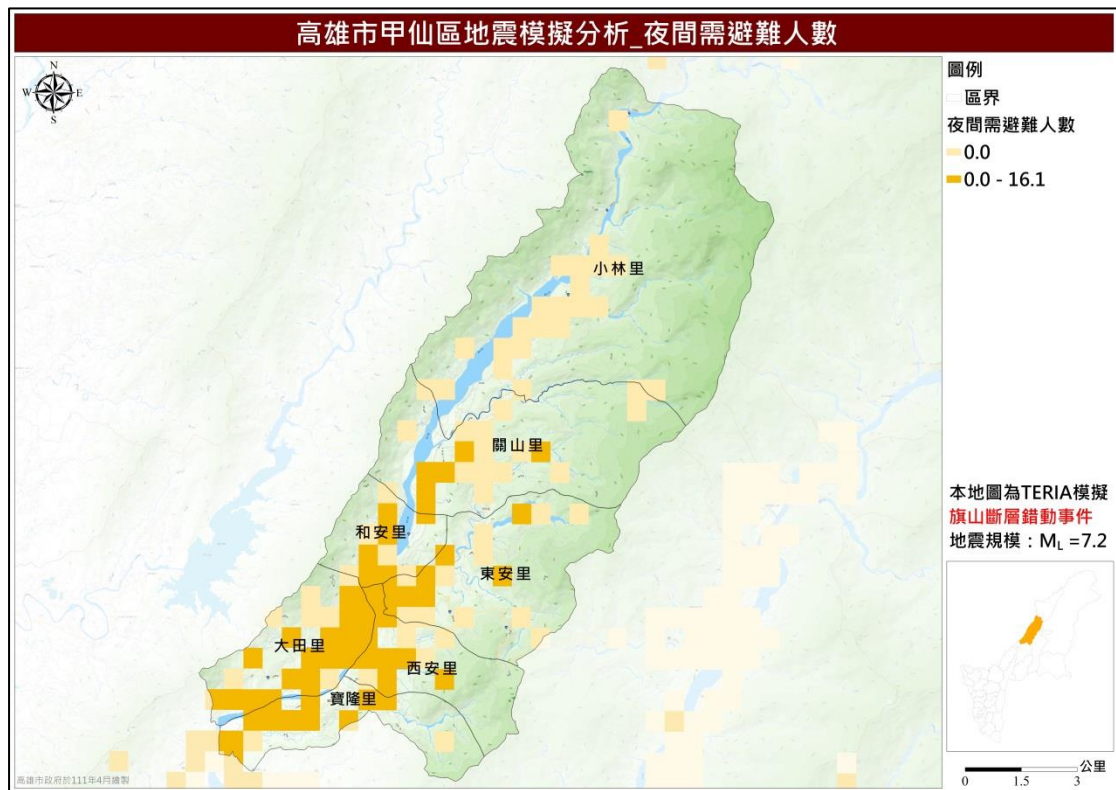 高雄市甲仙區地震模擬分析_夜間需避難人數
N
W
E
S
圖例
區界
夜間需避難人數
0.0
0.0 - 16.1
小林里
關山里
和安里
東安里
大田里
西安里
寶隆里
本地圖為TERIA模擬
旗山斷層錯動事件
地震規模：ML =7.2
公里
0 1.5 3
高雄市政府於111年4月繪製